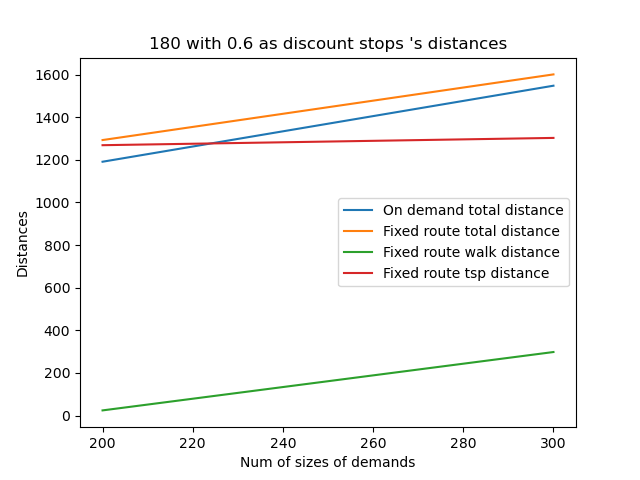 180 with 0.6 as discount stops 's distances
1600
1400
1200
1000
800
600
400
200
0
Distances
On demand total distance
Fixed route total distance
Fixed route walk distance
Fixed route tsp distance
200 220 240 260 280 300
Num of sizes of demands